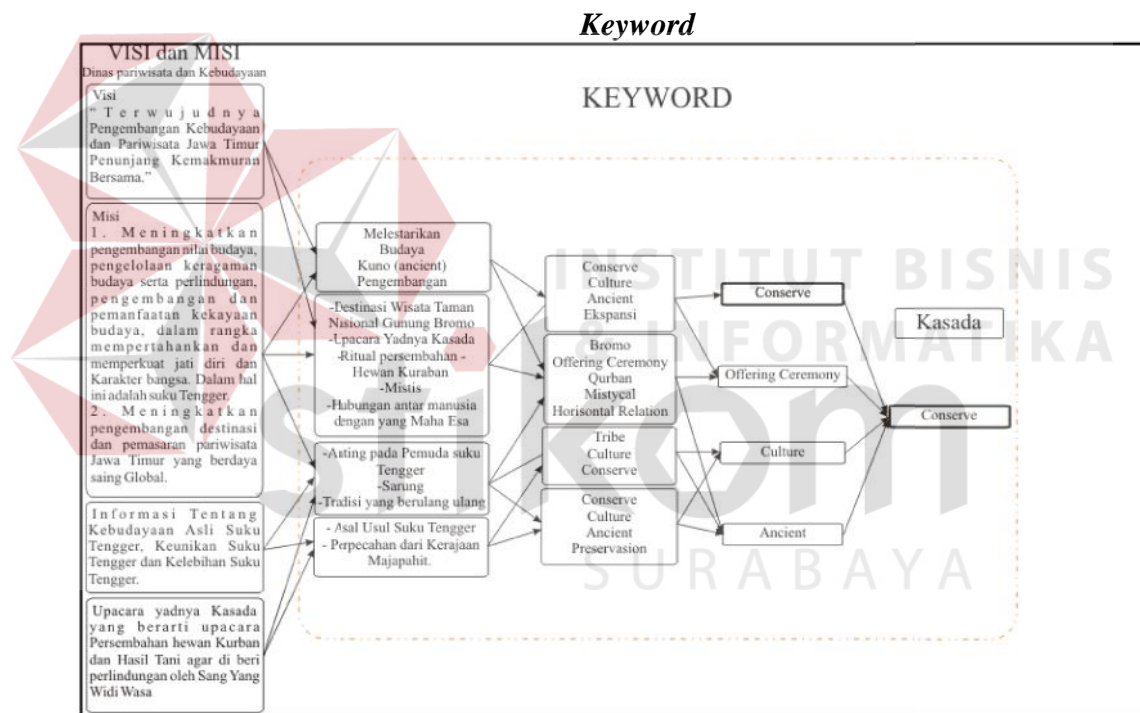 Keyword
VISI dan MISI
Dinas pariwisata dan Kebudayaan
Visi
“ T e r w u j u d n y a
Pengembangan Kebudayaan
dan Pariwisata Jawa Timur
Penunjang Kemakmuran
Bersama.”
Misi
1. Meningkatkan
pengembangan nilai budaya,
pengelolaan keragaman
budaya serta perlindungan,
pengembangan dan
pemanfaatan kekayaan
budaya, dalam rangka
mempertahankan dan
memperkuat jati diri dan
Karakter bangsa. Dalam hal
ini adalah suku Tengger.
2. Meningkatkan
pengembangan destinasi
dan pemasaran pariwisata
Jawa Timur yang berdaya
saing Global.
Informasi Tentang
Kebudayaan Asli Suku
Tengger, Keunikan Suku
Tengger dan Kelebihan Suku
Tengger.
Upacara yadnya Kasada
yang berarti upacara
Persembahan hewan Kurban
dan Hasil Tani agar di beri
perlindungan oleh Sang Yang
Widi Wasa
KEYWORD
Melestarikan
Budaya
Kuno (ancient)
Pengembangan
-Destinasi Wisata Taman
Nisional Gunung Bromo
-Upacara Yadnya Kasada
-Ritual persembahan -
Hewan Kuraban
-Mistis
-Hubungan antar manusia
dengan yang Maha Esa
-Anting pada Pemuda suku
Tengger
-Sarung
-Tradisi yang berulang ulang
- Asal Usul Suku Tengger
- Perpecahan dari Kerajaan
Majapahit.
Conserve
Culture
Ancient
Ekspansi
Bromo
Offering Ceremony
Qurban
Mistycal
Horisontal Relation
Tribe
Culture
Conserve
Conserve
Culture
Ancient
Preservasion
Conserve
Offering Ceremony
Culture
Ancient
Kasada
Conserve
INSTITUT BISNIS
& INFORMATIKA
stikom
SURABAYA